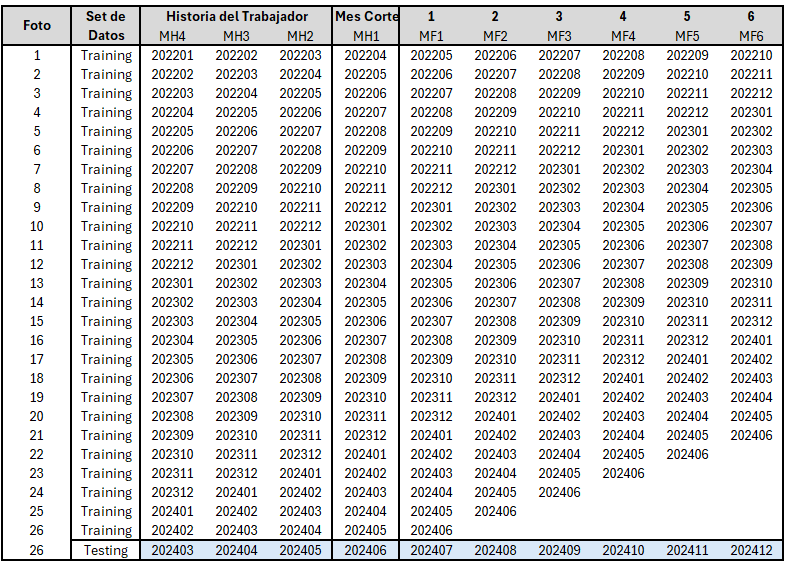 Foto Set de Datos Historia del Trabajador Mes Corte 1 2 3 4 5 6
MH4 MH3 MH2 MH1 MF1 MF2 MF3 MF4 MF5 MF6
1 Training 202201 202202 202203 202204 202205 202206 202207 202208 202209 202210
2 Training 202202 202203 202204 202205 202206 202207 202208 202209 202210 202211
3 Training 202203 202204 202205 202206 202207 202208 202209 202210 202211 202212
4 Training 202204 202205 202206 202207 202208 202209 202210 202211 202212 202301
5 Training 202205 202206 202207 202208 202209 202210 202211 202212 202301 202302
6 Training 202206 202207 202208 202209 202210 202211 202212 202301 202302 202303
7 Training 202207 202208 202209 202210 202211 202212 202301 202302 202303 202304
8 Training 202208 202209 202210 202211 202212 202301 202302 202303 202304 202305
9 Training 202209 202210 202211 202212 202301 202302 202303 202304 202305 202306
10 Training 202210 202211 202212 202301 202302 202303 202304 202305 202306 202307
11 Training 202211 202212 202301 202302 202303 202304 202305 202306 202307 202308
12 Training 202212 202301 202302 202303 202304 202305 202306 202307 202308 202309
13 Training 202301 202302 202303 202304 202305 202306 202307 202308 202309 202310
14 Training 202302 202303 202304 202305 202306 202307 202308 202309 202310 202311
15 Training 202303 202304 202305 202306 202307 202308 202309 202310 202311 202312
16 Training 202304 202305 202306 202307 202308 202309 202310 202311 202312 202401
17 Training 202305 202306 202307 202308 202309 202310 202311 202312 202401 202402
18 Training 202306 202307 202308 202309 202310 202311 202312 202401 202402 202403
19 Training 202307 202308 202309 202310 202311 202312 202401 202402 202403 202404
20 Training 202308 202309 202310 202311 202312 202401 202402 202403 202404 202405
21 Training 202309 202310 202311 202312 202401 202402 202403 202404 202405 202406
22 Training 202310 202311 202312 202401 202402 202403 202404 202405 202406
23 Training 202311 202312 202401 202402 202403 202404 202405 202406
24 Training 202312 202401 202402 202403 202404 202405 202406
25 Training 202401 202402 202403 202404 202405 202406
26 Training 202402 202403 202404 202405 202406
26 Testing 202403 202404 202405 202406 202407 202408 202409 202410 202411 202412